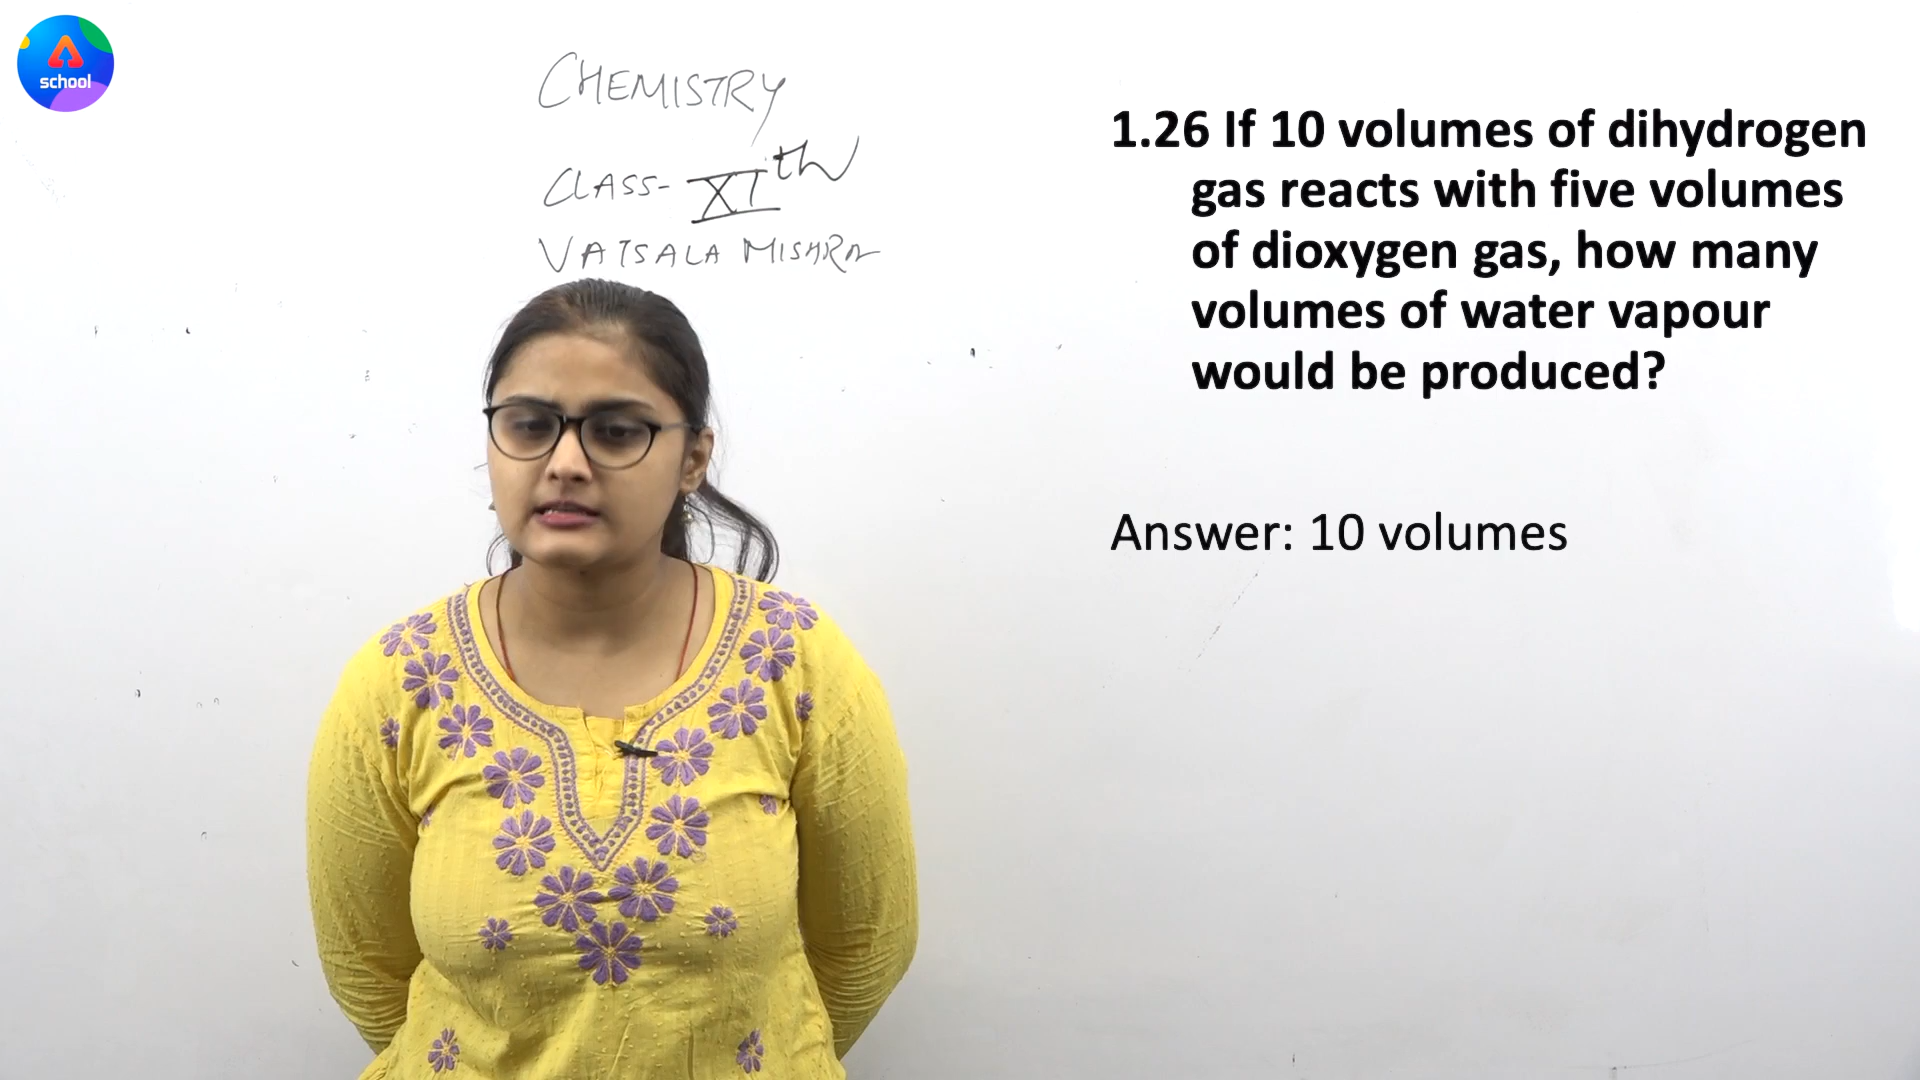 school
CHEMISTRY
CLASS- XIth
VATSALA MISHRA
1.26 If 10 volumes of dihydrogen
gas reacts with five volumes
of dioxygen gas, how many
volumes of water vapour
would be produced?
Answer: 10 volumes